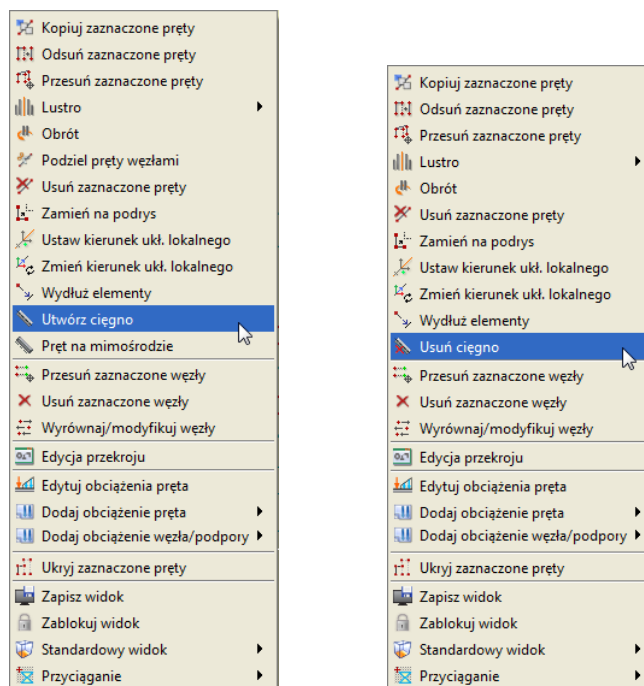 Kopiuj zaznaczone pręty
Odsuń zaznaczone pręty
Przesuń zaznaczone pręty
Lustro
Obrót
Podziel pręty węzłami
Usuń zaznaczone pręty
Zamień na podrys
Ustaw kierunek ukł. lokalnego
Zmień kierunek ukł. lokalnego
Wydłuż elementy
Utwórz cięgno
Pręt na mimośrodzie
Przesuń zaznaczone węzły
Usuń zaznaczone węzły
Wyrównaj/modyfikuj węzły
Edycja przekroju
Edytuj obciążenia pręta
Dodaj obciążenie pręta
Dodaj obciążenie węzła/podpory
Ukryj zaznaczone pręty
Zapisz widok
Zablokuj widok
Standardowy widok
Przyciąganie
Kopiuj zaznaczone pręty
Odsuń zaznaczone pręty
Przesuń zaznaczone pręty
Lustro
Obrót
Usuń zaznaczone pręty
Zamień na podrys
Ustaw kierunek ukł. lokalnego
Zmień kierunek ukł. lokalnego
Wydłuż elementy
Usuń cięgno
Przesuń zaznaczone węzły
Usuń zaznaczone węzły
Wyrównaj/modyfikuj węzły
Edycja przekroju
Edytuj obciążenia pręta
Dodaj obciążenie pręta
Dodaj obciążenie węzła/podpory
Ukryj zaznaczone pręty
Zapisz widok
Zablokuj widok
Standardowy widok
Przyciąganie